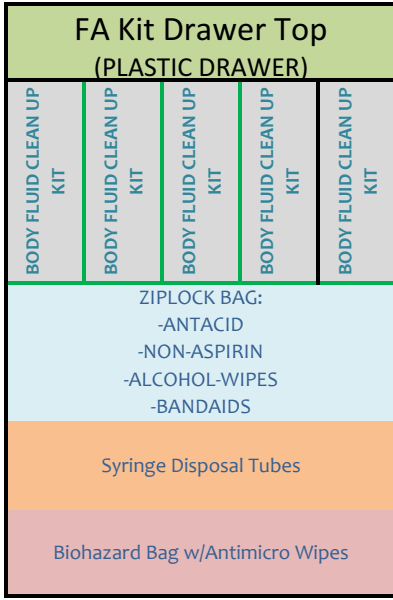 FA Kit Drawer Top
(PLASTIC DRAWER)
BODY FLUID CLEAN UP
KIT
BODY FLUID CLEAN UP
KIT
BODY FLUID CLEAN UP
KIT
BODY FLUID CLEAN UP
KIT
BODY FLUID CLEAN UP
KIT
ZIPLOCK BAG:
-ANTACID
-NON-ASPIRIN
-ALCOHOL-WIPES
-BANDAIDS
Syringe Disposal Tubes
Biohazard Bag w/Antimicro Wipes